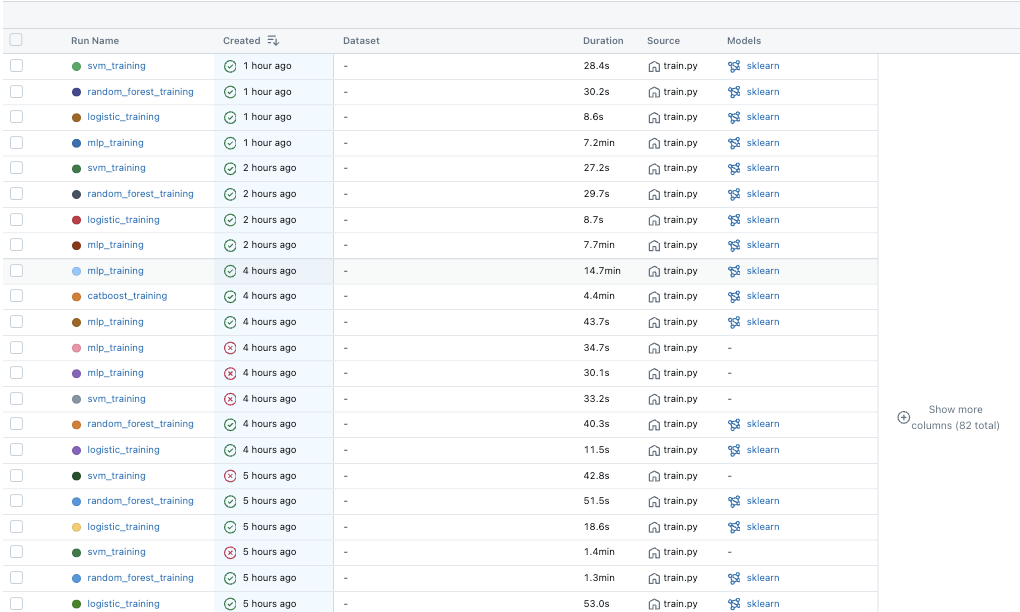 Run Name Created Dataset Duration Source Models
svm_training 1 hour ago - 28.4s train.py sklearn
random_forest_training 1 hour ago - 30.2s train.py sklearn
logistic_training 1 hour ago - 8.6s train.py sklearn
mlp_training 1 hour ago - 7.2min train.py sklearn
svm_training 2 hours ago - 27.2s train.py sklearn
random_forest_training 2 hours ago - 29.7s train.py sklearn
logistic_training 2 hours ago - 8.7s train.py sklearn
mlp_training 2 hours ago - 7.7min train.py sklearn
mlp_training 4 hours ago - 14.7min train.py sklearn
catboost_training 4 hours ago - 4.4min train.py sklearn
mlp_training 4 hours ago - 43.7s train.py sklearn
mlp_training 4 hours ago - 34.7s train.py -
mlp_training 4 hours ago - 30.1s train.py -
svm_training 4 hours ago - 33.2s train.py -
random_forest_training 4 hours ago - 40.3s train.py sklearn
logistic_training 4 hours ago - 11.5s train.py sklearn
svm_training 5 hours ago - 42.8s train.py -
random_forest_training 5 hours ago - 51.5s train.py sklearn
logistic_training 5 hours ago - 18.6s train.py sklearn
svm_training 5 hours ago - 1.4min train.py -
random_forest_training 5 hours ago - 1.3min train.py sklearn
logistic_training 5 hours ago - 53.0s train.py sklearn
Show more
columns (82 total)